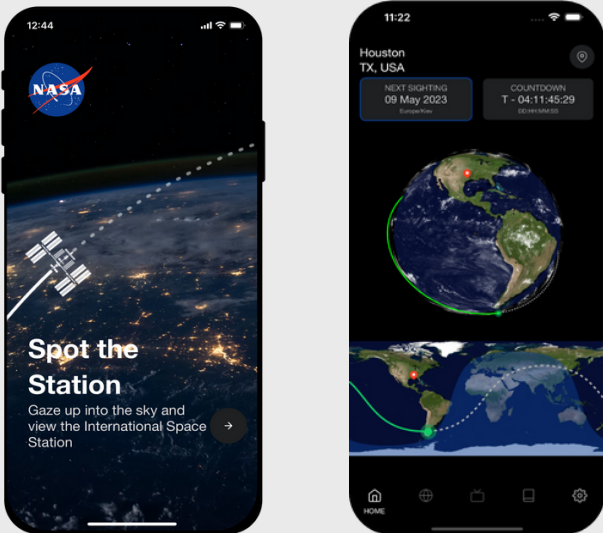 12:44
NASA
Spot the
Station
Gaze up into the sky and
view the International Space
Station
11:22
Houston
TX, USA
NEXT SIGHTING
09 May 2023
Europe/Kiev
COUNTDOWN
T - 04:11:45:29
DD:HH:MM:SS
HOME